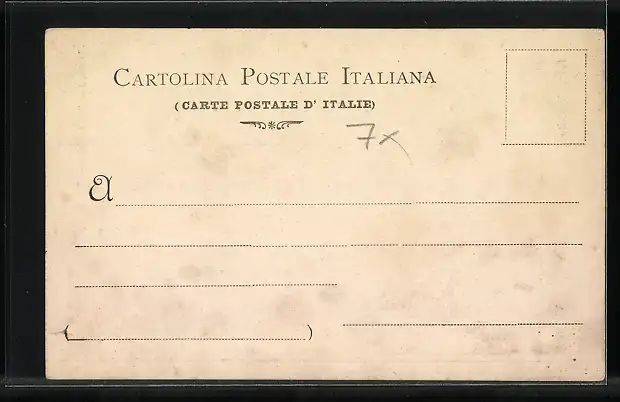 CARTOLINA POSTALE ITALIANA
(CARTE POSTALE D' ITALIE)
7x
A
( )